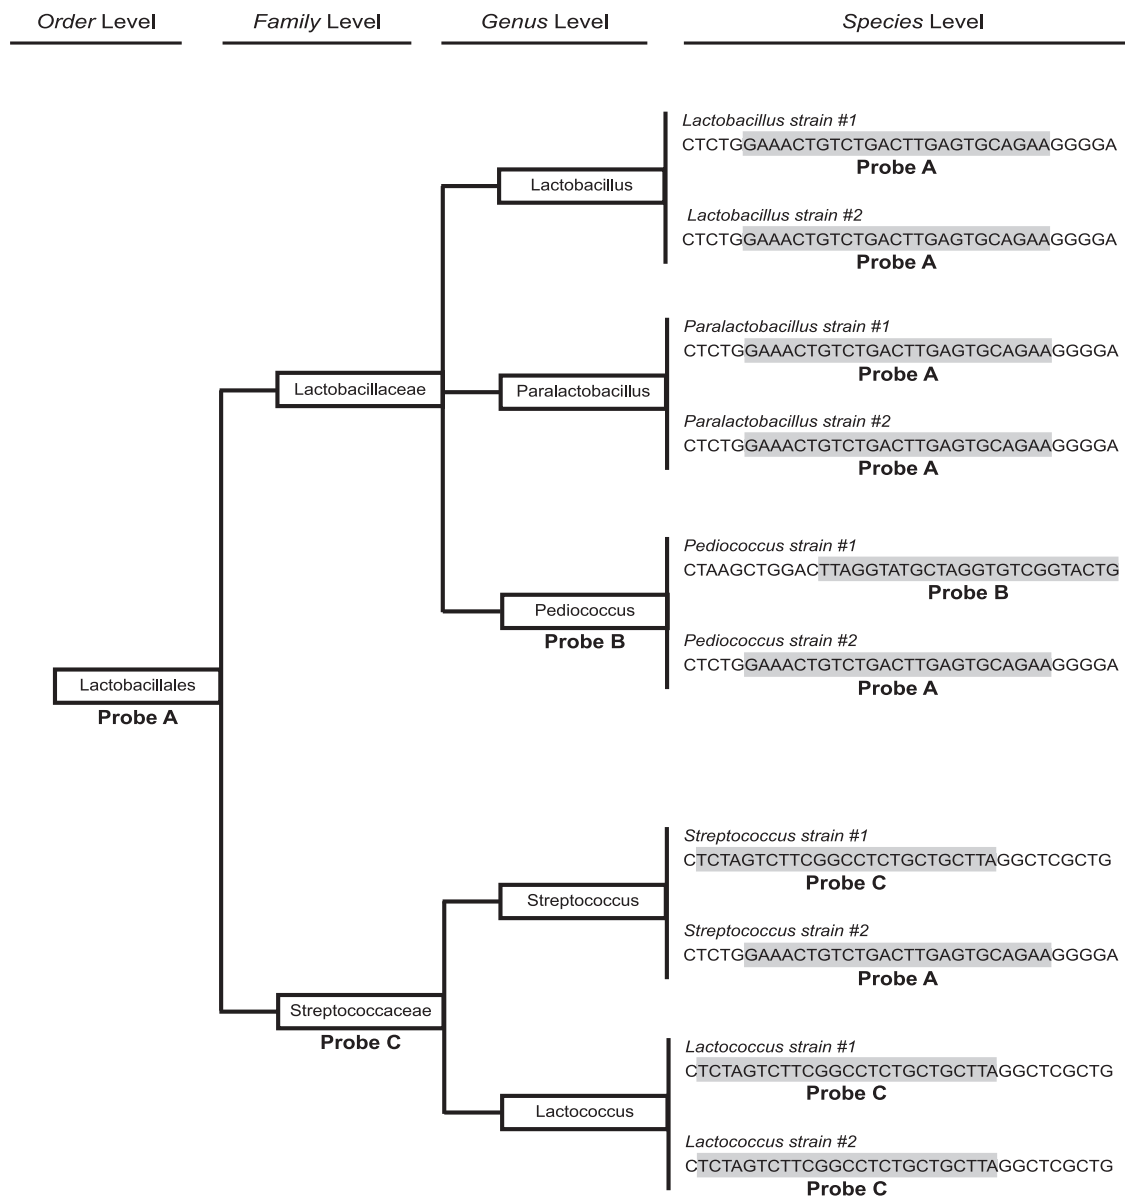 Order Level Family Level Genus Level Species Level
Lactobacillus strain #1
CTCTGGAAACTGTCTGACTTGAGTGCAGAAGGGGA
Probe A
Lactobacillus
Lactobacillus strain #2
CTCTGGAAACTGTCTGACTTGAGTGCAGAAGGGGA
Probe A
Paralactobacillus strain #1
CTCTGGAAACTGTCTGACTTGAGTGCAGAAGGGGA
Probe A
Lactobacillaceae
Paralactobacillus
Paralactobacillus strain #2
CTCTGGAAACTGTCTGACTTGAGTGCAGAAGGGGA
Probe A
Pediococcus strain #1
CTAAGCTGGACTTAGGTATGCTAGGTGTCGGTACTG
Probe B
Pediococcus
Probe B
Pediococcus strain #2
CTCTGGAAACTGTCTGACTTGAGTGCAGAAGGGGA
Probe A
Lactobacillales
Probe A
Streptococcus strain #1
CTCTAGTCTTCGGCCTCTGCTGCTTAGGCTCGCTG
Probe C
Streptococcus
Streptococcus strain #2
CTCTGGAAACTGTCTGACTTGAGTGCAGAAGGGGA
Probe A
Streptococcaceae
Probe C
Lactococcus strain #1
CTCTAGTCTTCGGCCTCTGCTGCTTAGGCTCGCTG
Probe C
Lactococcus
Lactococcus strain #2
CTCTAGTCTTCGGCCTCTGCTGCTTAGGCTCGCTG
Probe C